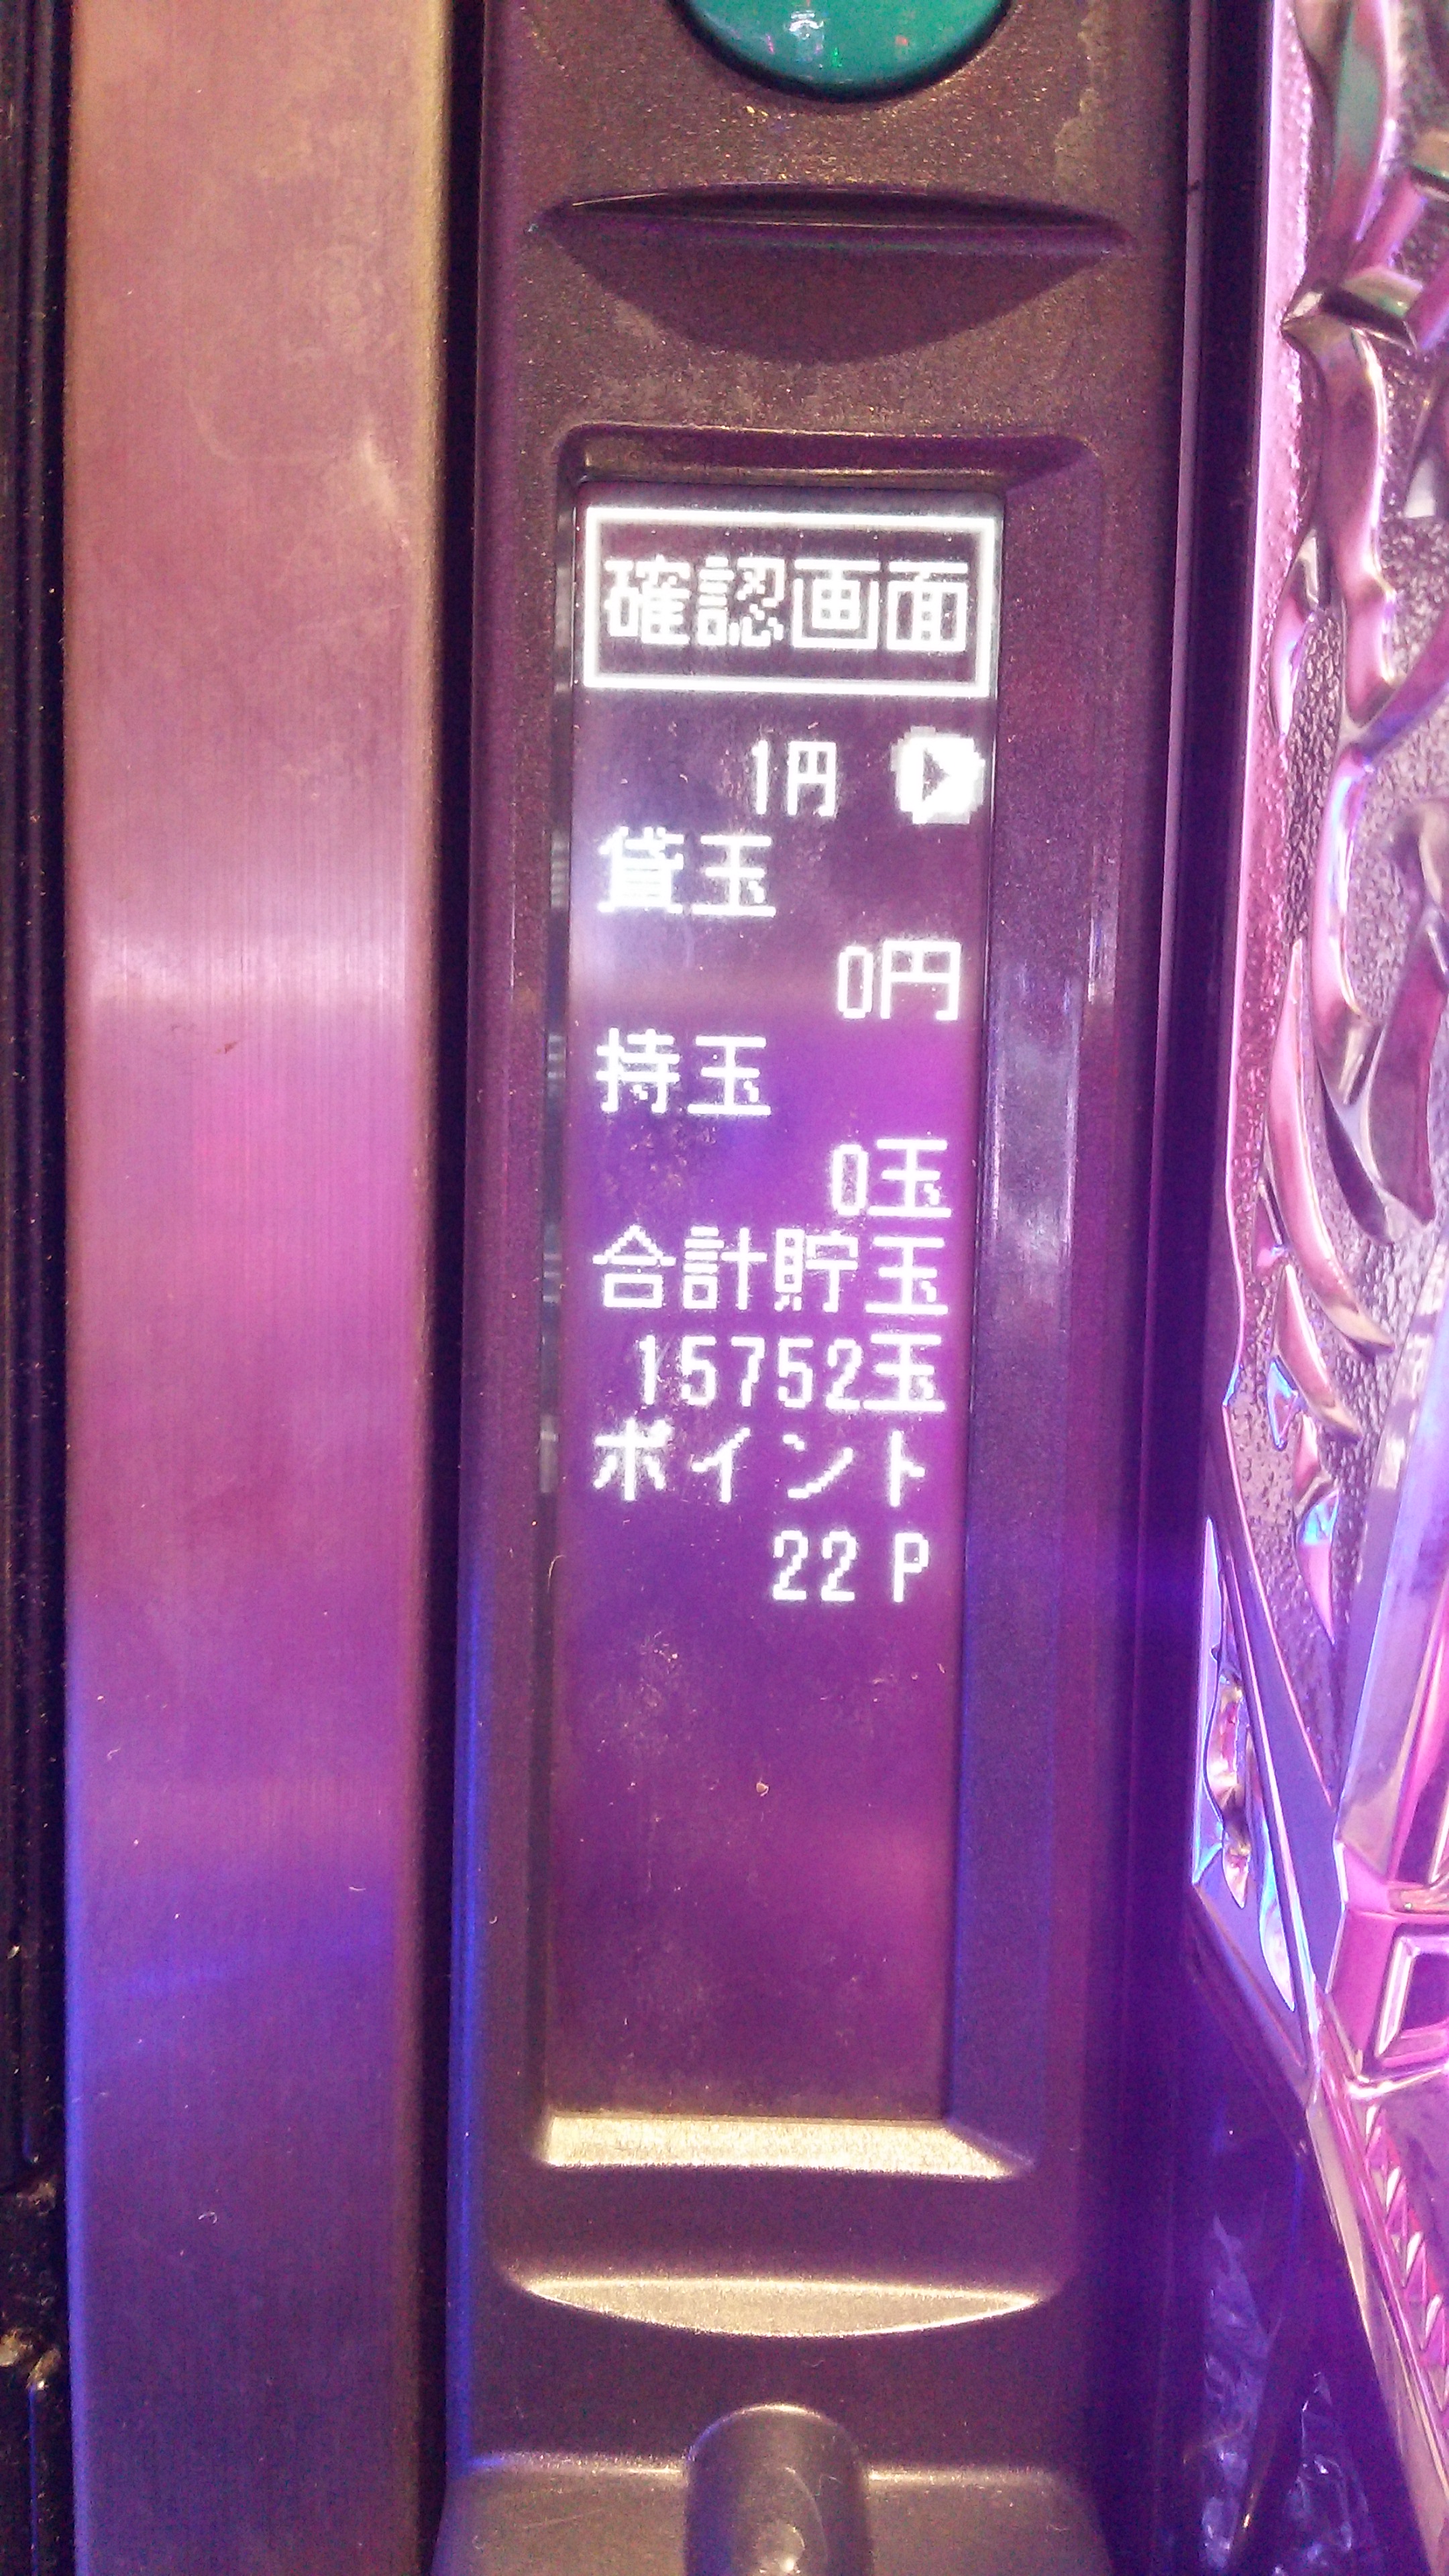 確認画面
1円 ▶
貸玉
0円
持玉
0玉
合計貯玉
15752玉
ポイント
22 P